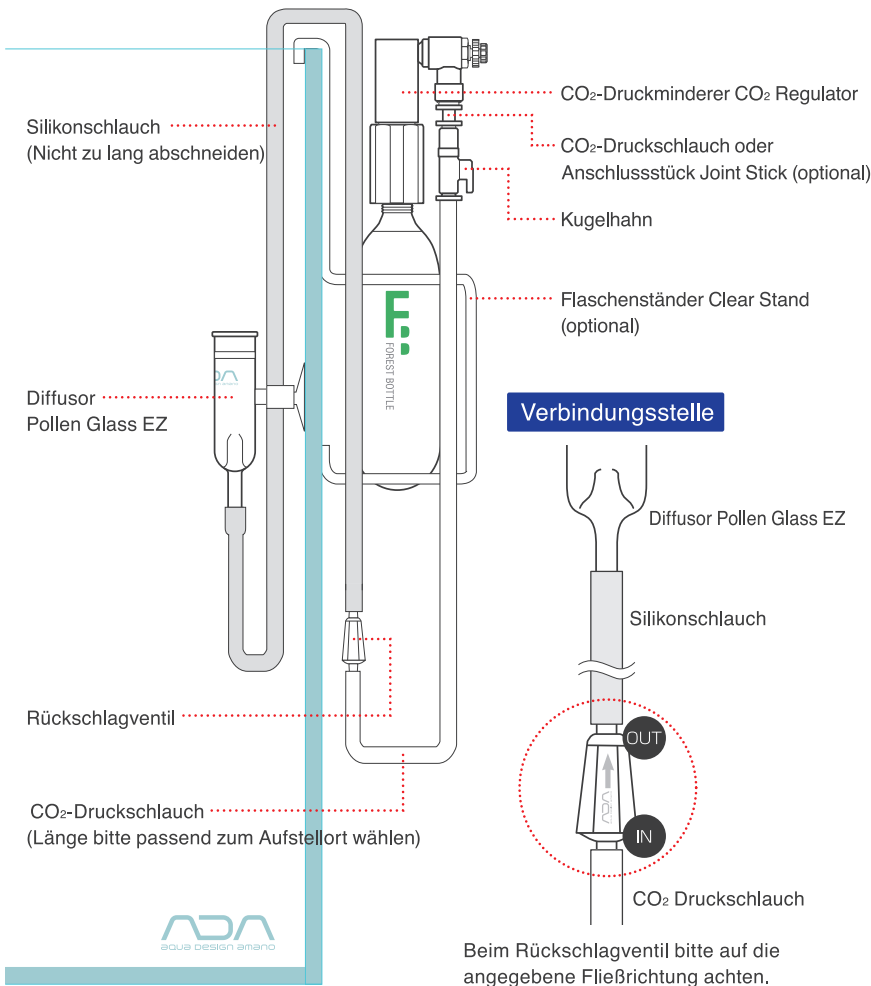 Silikonschlauch
(Nicht zu lang abschneiden)
CO₂-Druckminderer CO₂ Regulator
CO₂-Druckschlauch oder
Anschlussstück Joint Stick (optional)
Kugelhahn
Flaschenständer Clear Stand
(optional)
FB
FOREST BOTTLE
ADA
Diffusor
Pollen Glass EZ
Verbindungsstelle
Diffusor Pollen Glass EZ
Silikonschlauch
OUT
ADA
IN
CO₂ Druckschlauch
Rückschlagventil
CO₂-Druckschlauch
(Länge bitte passend zum Aufstellort wählen)
ADA
aqua design amano
Beim Rückschlagventil bitte auf die
angegebene Fließrichtung achten.